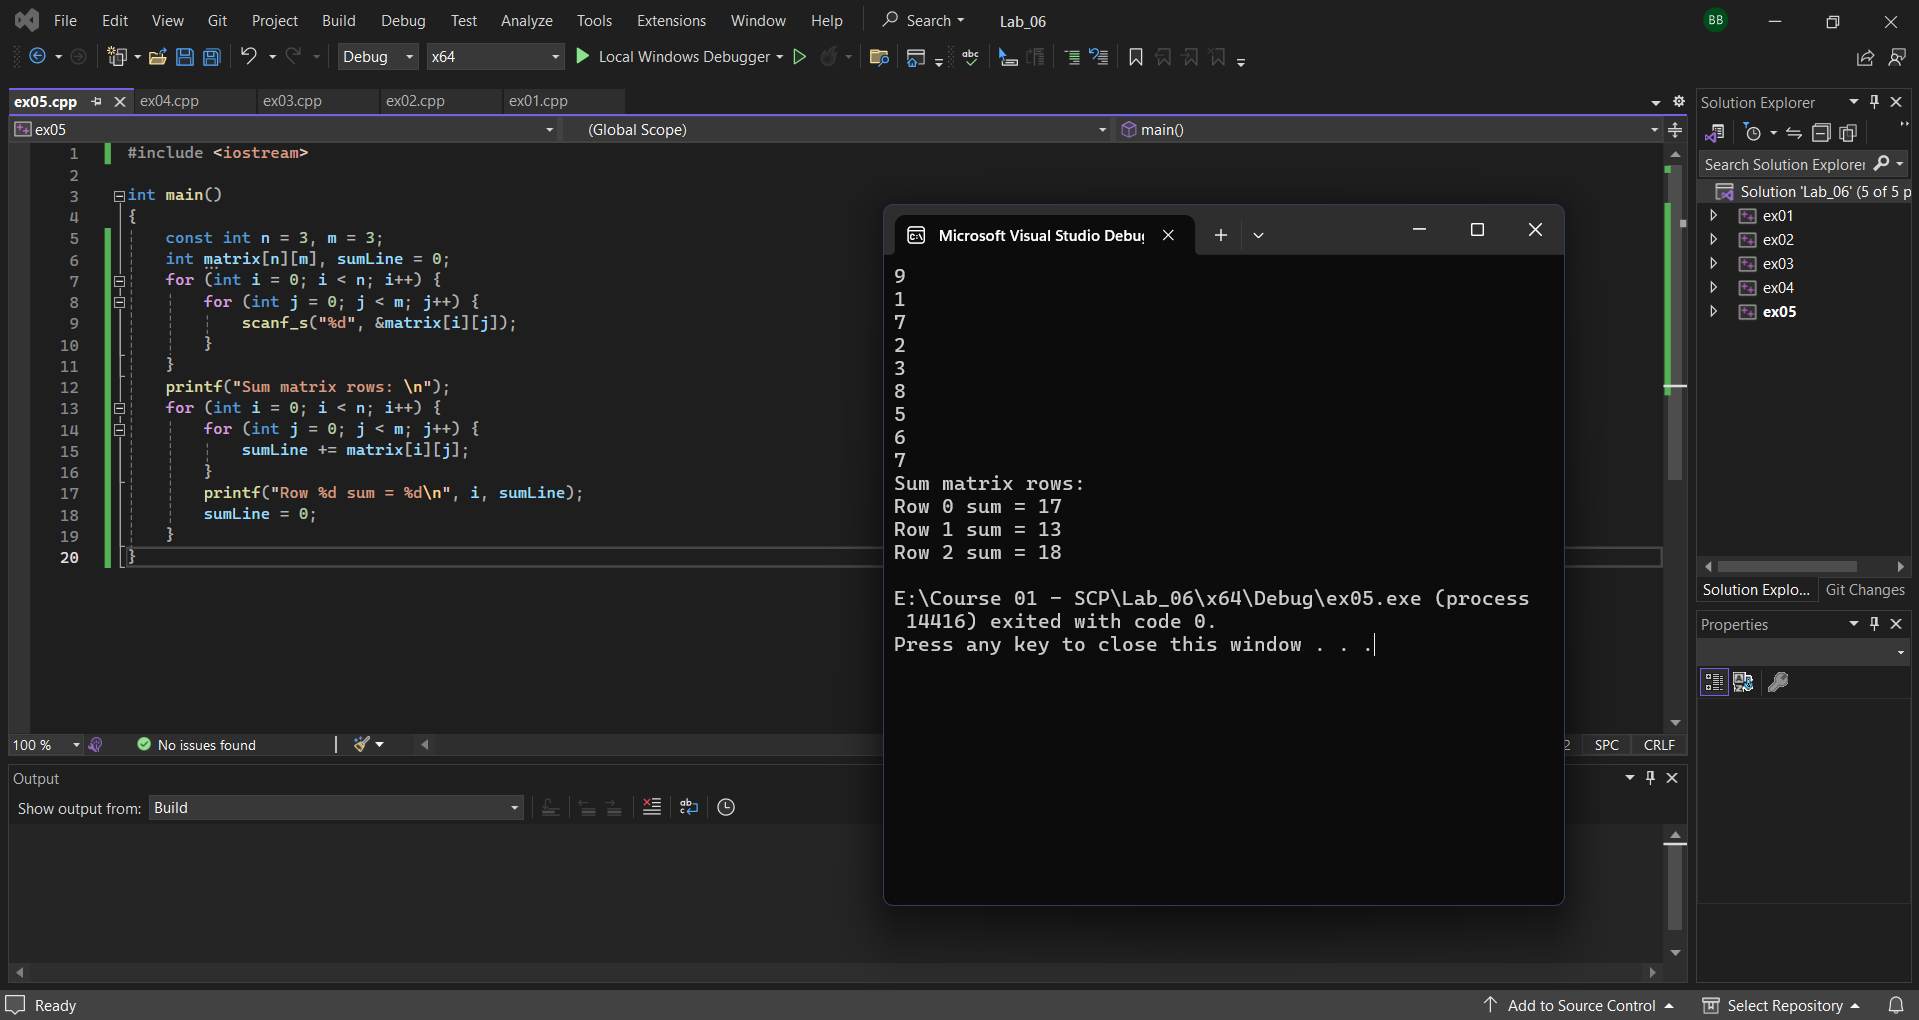 File Edit View Git Project Build Debug Test Analyze Tools Extensions Window Help Search Lab_06 BB
Debug x64 Local Windows Debugger
ex05.cpp ex04.cpp ex03.cpp ex02.cpp ex01.cpp
ex05 (Global Scope) main()
1 #include <iostream>
2
3 int main()
4 {
5 const int n = 3, m = 3;
6 int matrix[n][m], sumLine = 0;
7 for (int i = 0; i < n; i++) {
8 for (int j = 0; j < m; j++) {
9 scanf_s("%d", &matrix[i][j]);
10 }
11 }
12 printf("Sum matrix rows: \n");
13 for (int i = 0; i < n; i++) {
14 for (int j = 0; j < m; j++) {
15 sumLine += matrix[i][j];
16 }
17 printf("Row %d sum = %d\n", i, sumLine);
18 sumLine = 0;
19 }
20 }
100 % No issues found
2 SPC CRLF
Output
Show output from: Build
Microsoft Visual Studio Debu
9
1
7
2
3
8
5
6
7
Sum matrix rows:
Row 0 sum = 17
Row 1 sum = 13
Row 2 sum = 18
E:\Course 01 - SCP\Lab_06\x64\Debug\ex05.exe (process
14416) exited with code 0.
Press any key to close this window . . .
Solution Explorer
Search Solution Explorer
Solution 'Lab_06' (5 of 5 p
ex01
ex02
ex03
ex04
ex05
Solution Explo... Git Changes
Properties
Ready Add to Source Control Select Repository